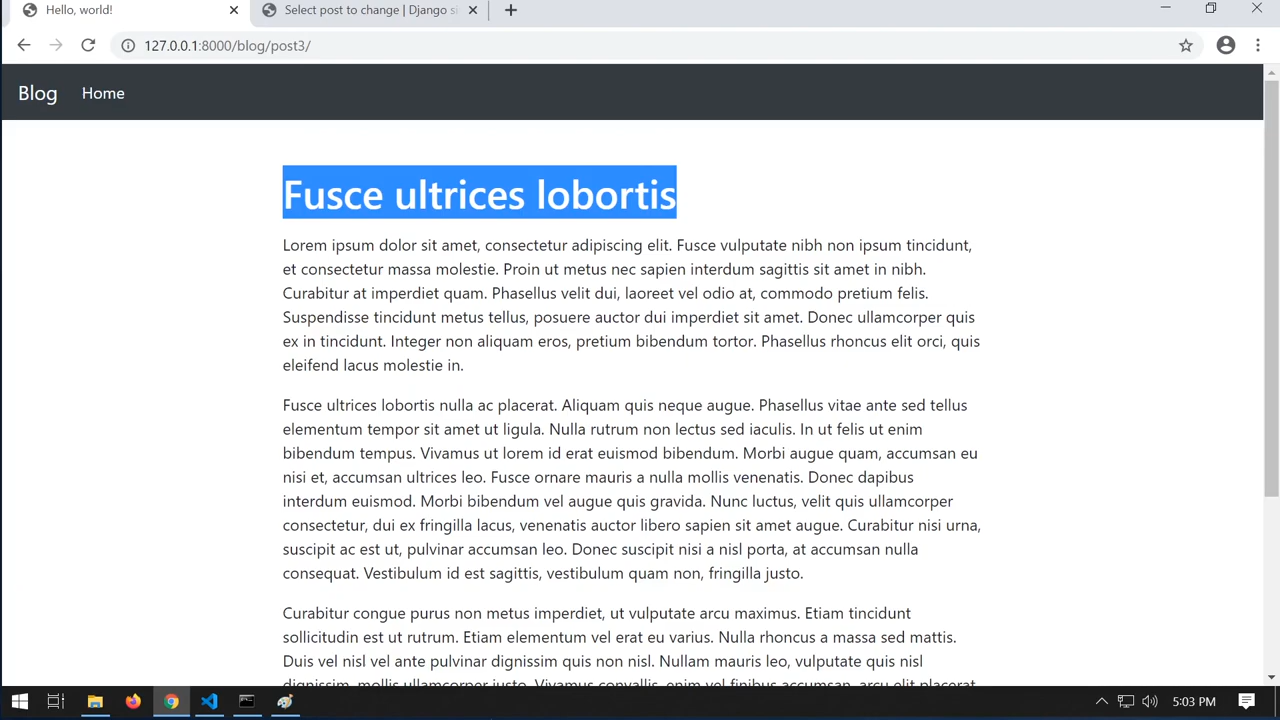 Hello, world!
Select post to change | Django si
127.0.0.1:8000/blog/post3/
Blog
Home
Fusce ultrices lobortis
Lorem ipsum dolor sit amet, consectetur adipiscing elit. Fusce vulputate nibh non ipsum tincidunt,
et consectetur massa molestie. Proin ut metus nec sapien interdum sagittis sit amet in nibh.
Curabitur at imperdiet quam. Phasellus velit dui, laoreet vel odio at, commodo pretium felis.
Suspendisse tincidunt metus tellus, posuere auctor dui imperdiet sit amet. Donec ullamcorper quis
ex in tincidunt. Integer non aliquam eros, pretium bibendum tortor. Phasellus rhoncus elit orci, quis
eleifend lacus molestie in.
Fusce ultrices lobortis nulla ac placerat. Aliquam quis neque augue. Phasellus vitae ante sed tellus
elementum tempor sit amet ut ligula. Nulla rutrum non lectus sed iaculis. In ut felis ut enim
bibendum tempus. Vivamus ut lorem id erat euismod bibendum. Morbi augue quam, accumsan eu
nisi et, accumsan ultrices leo. Fusce ornare mauris a nulla mollis venenatis. Donec dapibus
interdum euismod. Morbi bibendum vel augue quis gravida. Nunc luctus, velit quis ullamcorper
consectetur, dui ex fringilla lacus, venenatis auctor libero sapien sit amet augue. Curabitur nisi urna,
suscipit ac est ut, pulvinar accumsan leo. Donec suscipit nisi a nisl porta, at accumsan nulla
consequat. Vestibulum id est sagittis, vestibulum quam non, fringilla justo.
Curabitur congue purus non metus imperdiet, ut vulputate arcu maximus. Etiam tincidunt
sollicitudin est ut rutrum. Etiam elementum vel erat eu varius. Nulla rhoncus a massa sed mattis.
Duis vel nisl vel ante pulvinar dignissim quis non nisl. Nullam mauris leo, vulputate quis nisl
dignissim, mollis ullamcorper justo. Vivamus convallis, enim vel finibus accumsan, arcu elit placerat
5:03 PM